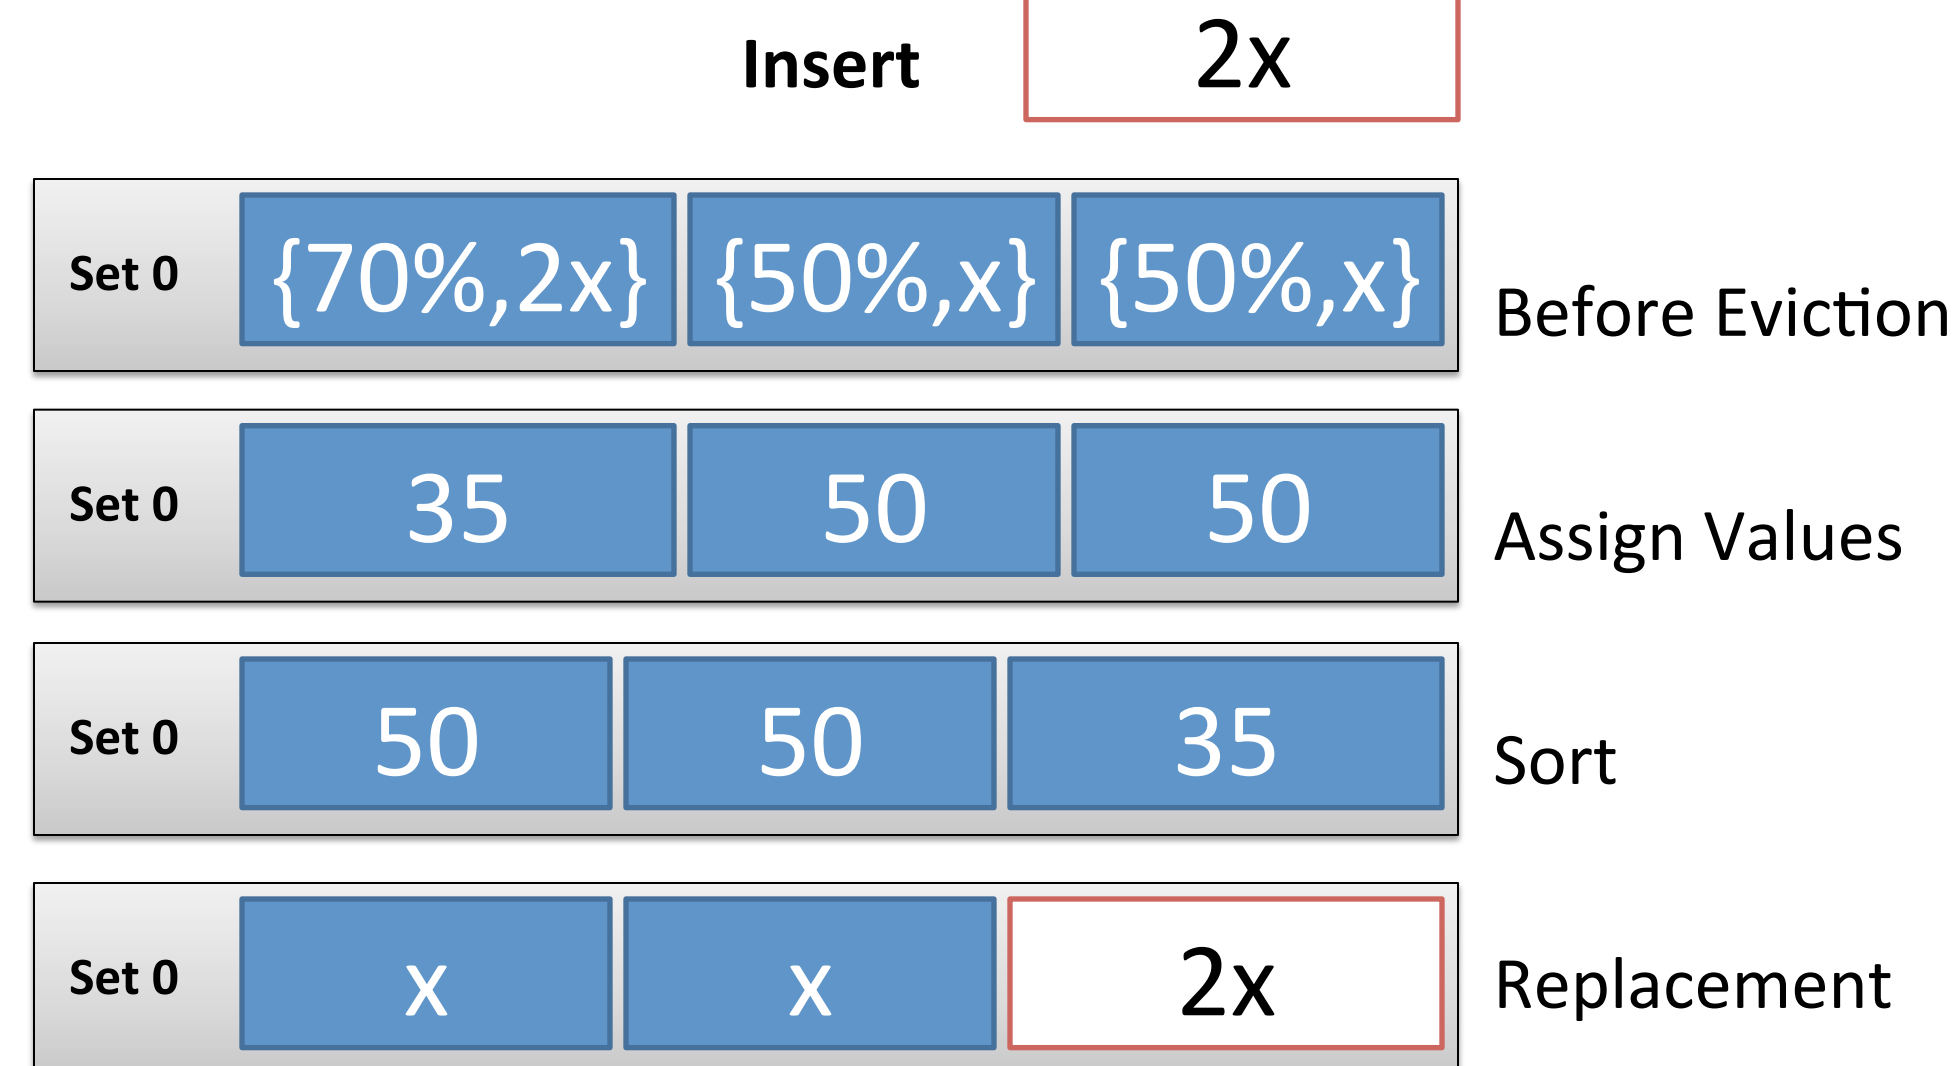 Insert 2x
Set 0 {70%,2x} {50%,x} {50%,x} Before Eviction
Set 0 35 50 50 Assign Values
Set 0 50 50 35 Sort
Set 0 x x 2x Replacement